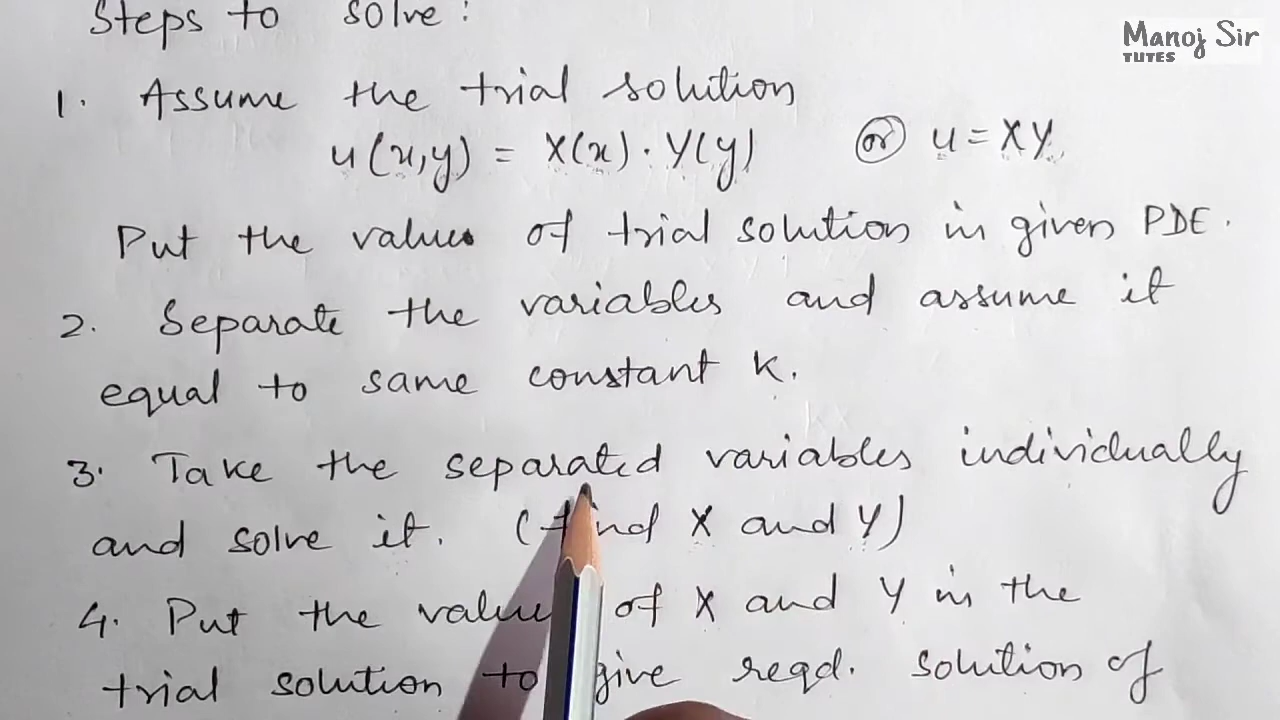 Manoj Sir
TUTES
Steps to solve:
1. Assume the trial solution
u(x,y) = X(x). Y(y) or u = XY
Put the values of trial solution in given PDE.
2. Separate the variables and assume it
equal to same constant K.
3. Take the separated variables individually
and solve it. (find X and Y)
4. Put the value of X and Y in the
trial solution to give reqd. solution of